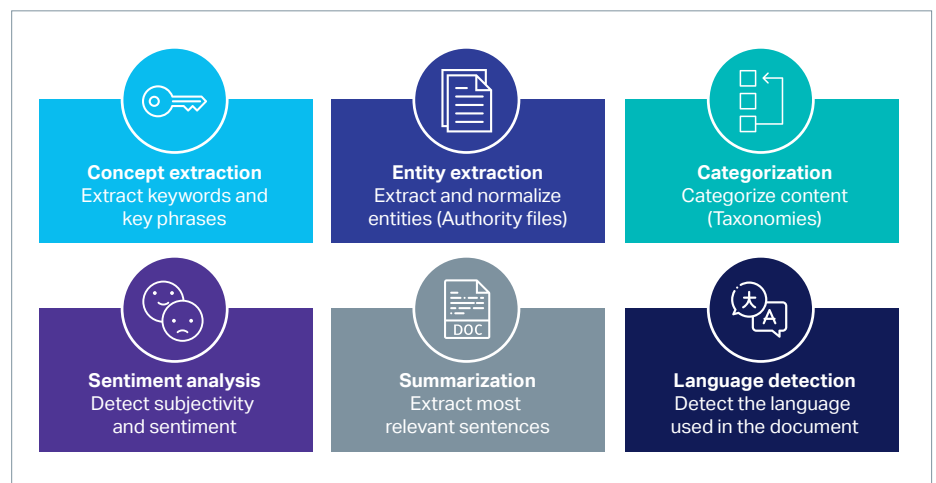 Concept extraction
Extract keywords and
key phrases
Entity extraction
Extract and normalize
entities (Authority files)
Categorization
Categorize content
(Taxonomies)
Sentiment analysis
Detect subjectivity
and sentiment
DOC
Summarization
Extract most
relevant sentences
大
A
Language detection
Detect the language
used in the document